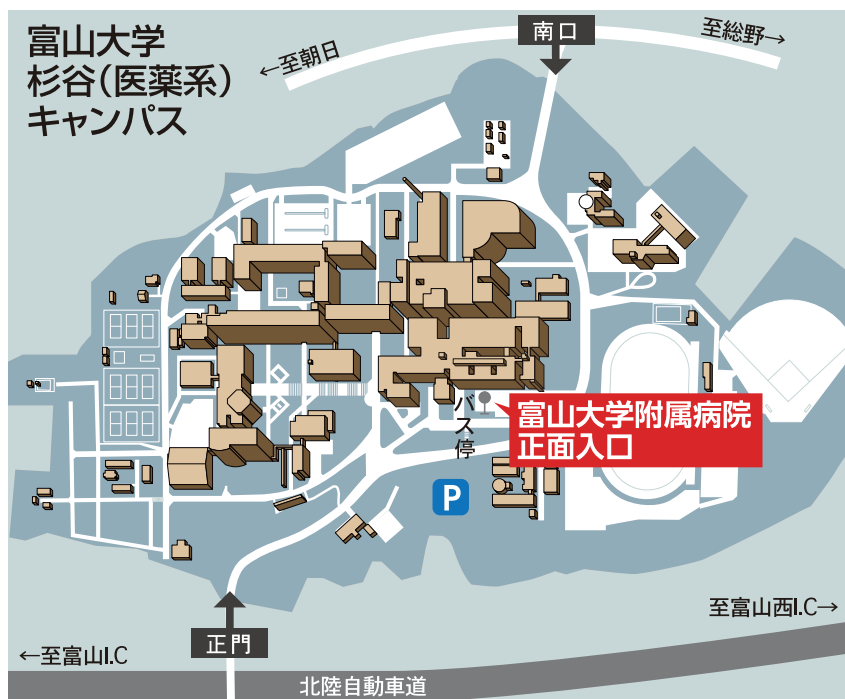 富山大学
杉谷(医薬系)
キャンパス
南口
←至朝日
至総野→
バス停
富山大学附属病院
正面入口
P
正門
←至富山I.C
至富山西I.C→
北陸自動車道